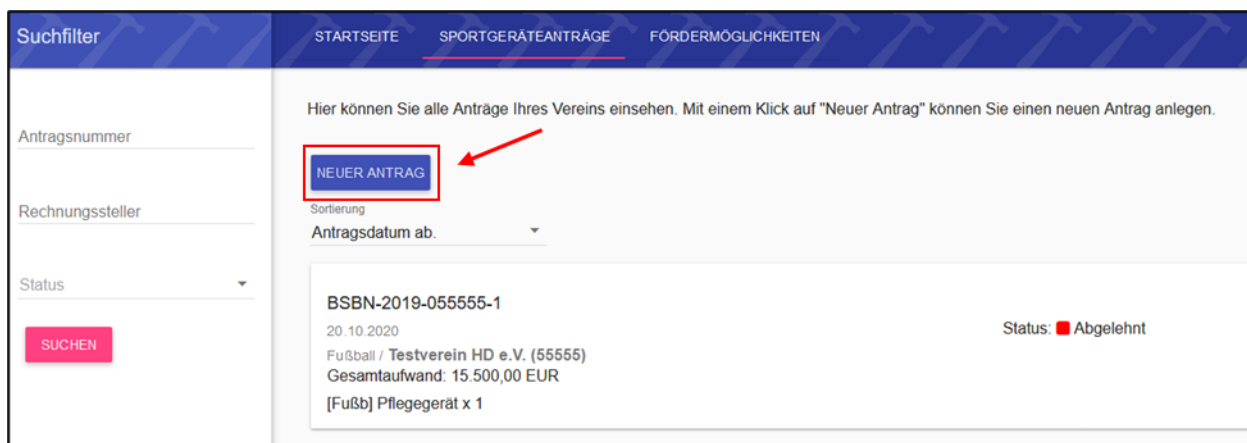 Suchfilter
STARTSEITE SPORTGERÄTEANTRÄGE FÖRDERMÖGLICHKEITEN
Hier können Sie alle Anträge Ihres Vereins einsehen. Mit einem Klick auf "Neuer Antrag" können Sie einen neuen Antrag anlegen.
Antragsnummer
NEUER ANTRAG
Rechnungssteller
Sortierung
Antragsdatum ab.
Status
SUCHEN
BSBN-2019-055555-1
20.10.2020
Status: Abgelehnt
Fußball / Testverein HD e.V. (55555)
Gesamtaufwand: 15.500,00 EUR
[Fußb] Pflegegerät x 1